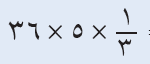 = ١/٣ × ٥ × ٣٦